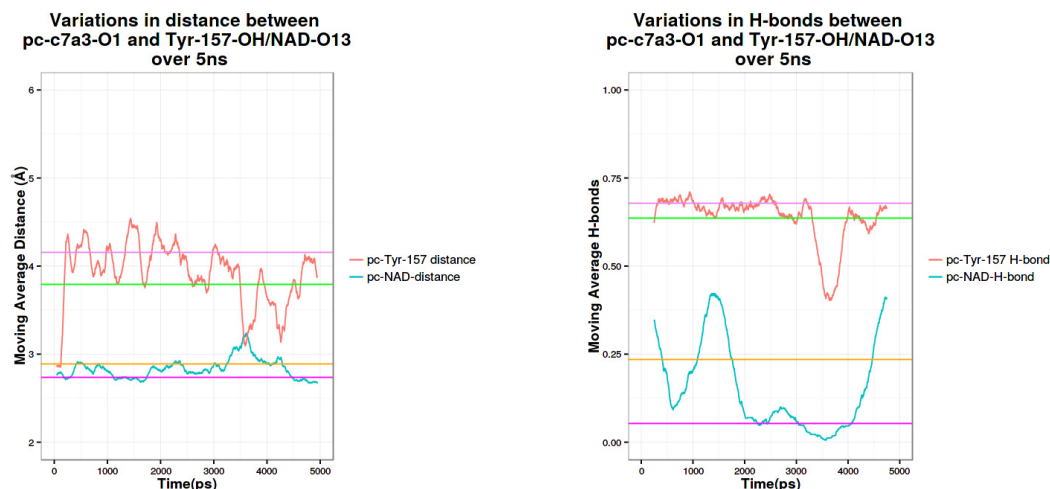 Variations in distance between
pc-c7a3-O1 and Tyr-157-OH/NAD-O13
over 5ns
6
5
4
3
2
Moving Average Distance (Å)
0
1000
2000
3000
4000
5000
Time(ps)
pc-Tyr-157 distance
pc-NAD-distance
Variations in H-bonds between
pc-c7a3-O1 and Tyr-157-OH/NAD-O13
over 5ns
1.00
0.75
0.50
0.25
0.00
Moving Average H-bonds
0
1000
2000
3000
4000
5000
Time(ps)
pc-Tyr-157 H-bond
pc-NAD-H-bond